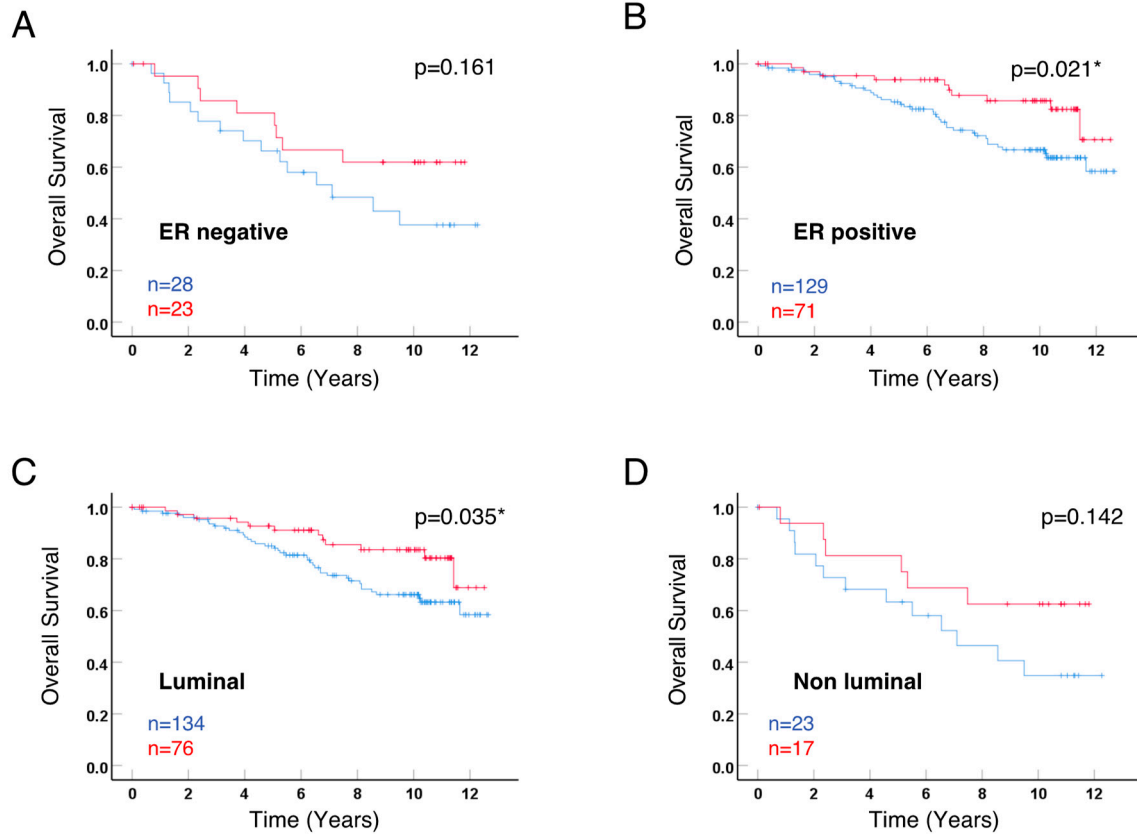 A
p=0.161
1.0
0.8
0.6
0.4
0.2
0.0
Overall Survival
ER negative
n=28
n=23
0 2 4 6 8 10 12
Time (Years)
B
p=0.021*
1.0
0.8
0.6
0.4
0.2
0.0
Overall Survival
ER positive
n=129
n=71
0 2 4 6 8 10 12
Time (Years)
C
p=0.035*
1.0
0.8
0.6
0.4
0.2
0.0
Overall Survival
Luminal
n=134
n=76
0 2 4 6 8 10 12
Time (Years)
D
p=0.142
1.0
0.8
0.6
0.4
0.2
0.0
Overall Survival
Non luminal
n=23
n=17
0 2 4 6 8 10 12
Time (Years)